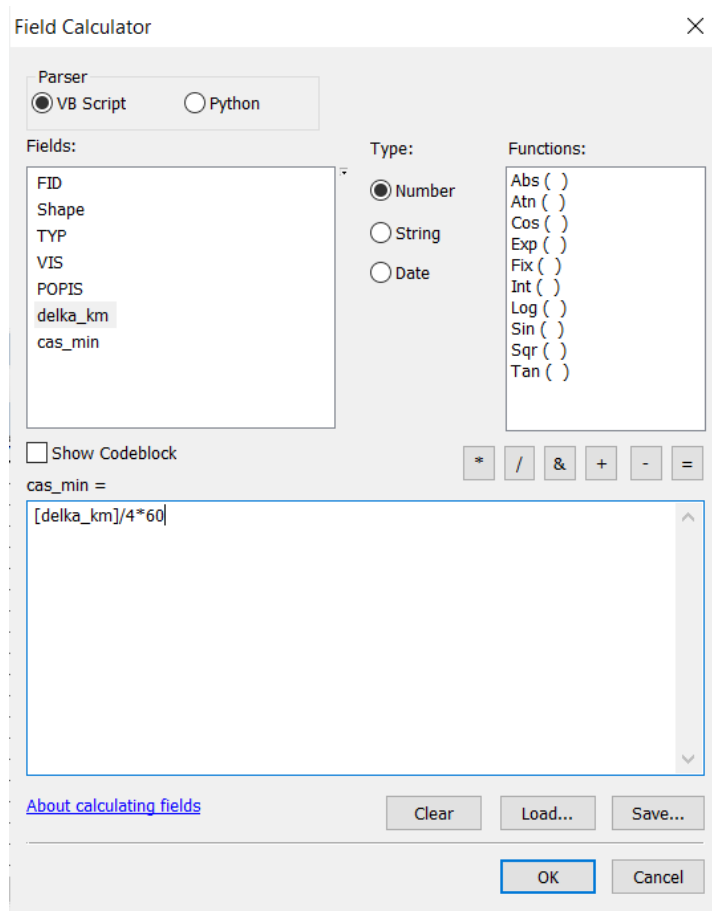 Field Calculator
Parser
VB Script
Python
Fields:
Type:
Functions:
FID
Shape
TYP
VIS
POPIS
delka_km
cas_min
Number
String
Date
Abs ( )
Atn ( )
Cos ( )
Exp ( )
Fix ( )
Int ( )
Log ( )
Sin ( )
Sqr ( )
Tan ( )
Show Codeblock
* / & + - =
cas_min =
[delka_km]/4*60
About calculating fields
Clear
Load...
Save...
OK
Cancel